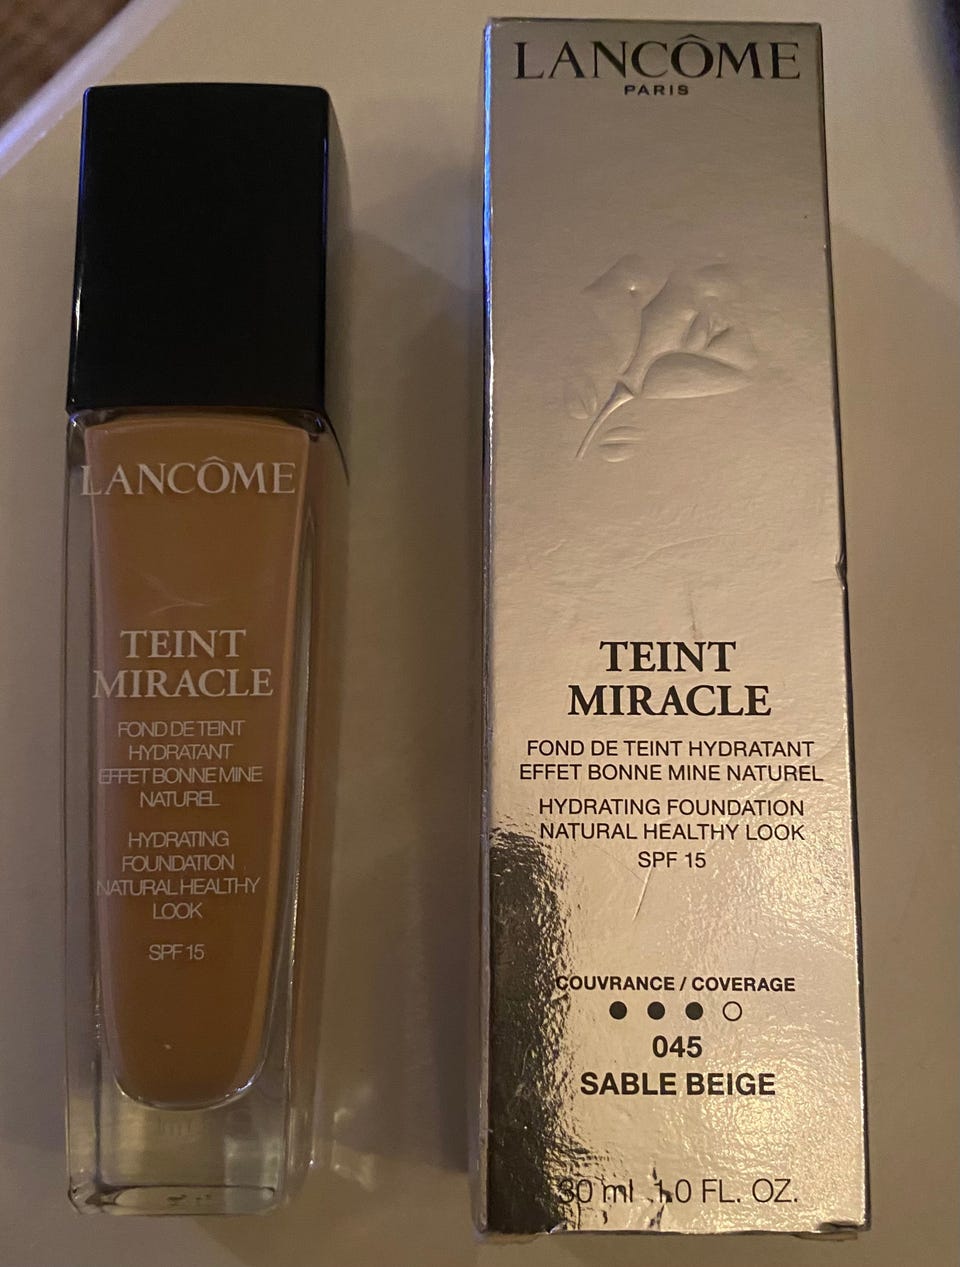 LANCÔME
TEINT
MIRACLE
FOND DE TEINT
HYDRATANT
EFFET BONNE MINE
NATUREL
HYDRATING
FOUNDATION
NATURAL HEALTHY
LOOK
SPF 15
LANCÔME
PARIS
TEINT
MIRACLE
FOND DE TEINT HYDRATANT
EFFET BONNE MINE NATUREL
HYDRATING FOUNDATION
NATURAL HEALTHY LOOK
SPF 15
COUVRANCE / COVERAGE
045
SABLE BEIGE
30 ml 1.0 FL. OZ.